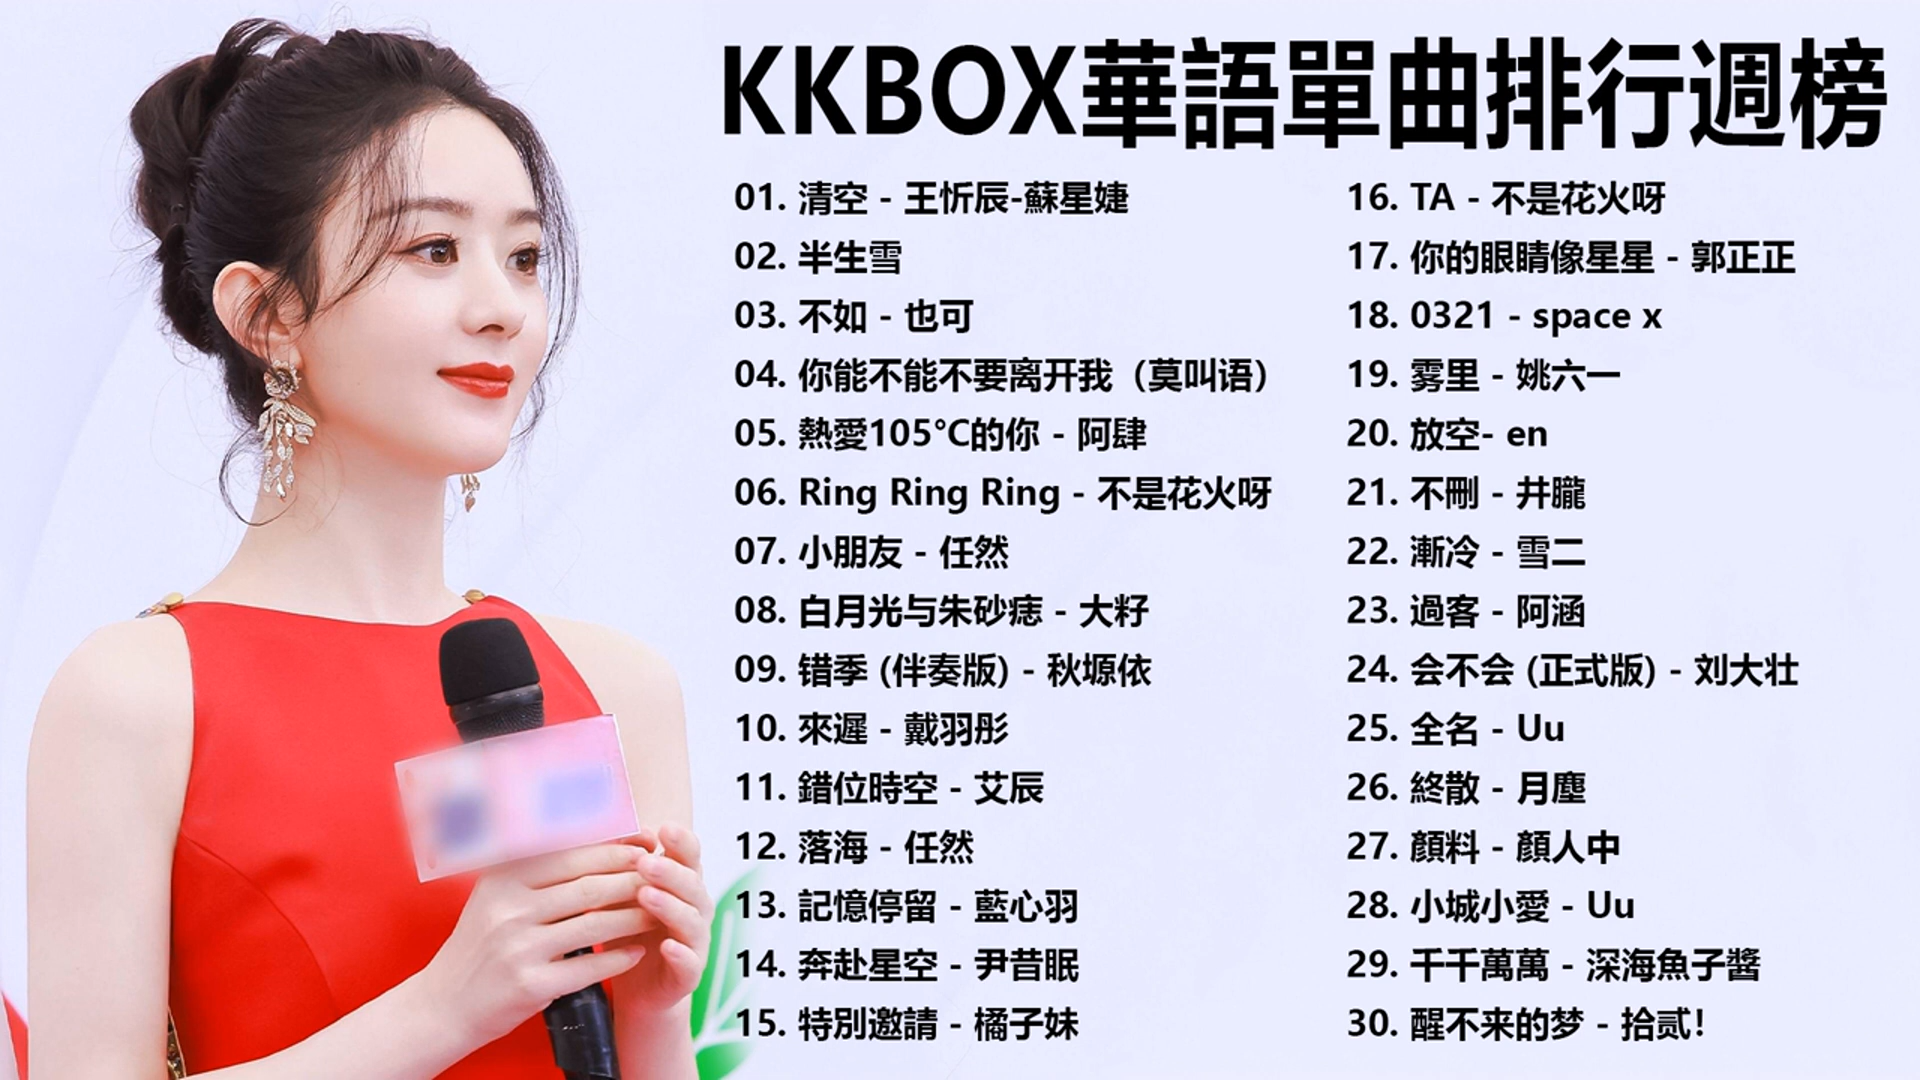 KKBOX華語單曲排行週榜
01. 清空 - 王忻辰-蘇星婕
02. 半生雪
03. 不如 - 也可
04. 你能不能不要离开我（莫叫语）
05. 熱愛105°C的你 - 阿肆
06. Ring Ring Ring - 不是花火呀
07. 小朋友 - 任然
08. 白月光与朱砂痣 - 大籽
09. 错季 (伴奏版) - 秋塬依
10. 來遲 - 戴羽彤
11. 錯位時空 - 艾辰
12. 落海 - 任然
13. 記憶停留 - 藍心羽
14. 奔赴星空 - 尹昔眠
15. 特別邀請 - 橘子妹
16. TA - 不是花火呀
17. 你的眼睛像星星 - 郭正正
18. 0321 - space x
19. 雾里 - 姚六一
20. 放空- en
21. 不刪 - 井朧
22. 漸冷 - 雪二
23. 過客 - 阿涵
24. 会不会 (正式版) - 刘大壮
25. 全名 - Uu
26. 終散 - 月塵
27. 顏料 - 顏人中
28. 小城小愛 - Uu
29. 千千萬萬 - 深海魚子醬
30. 醒不来的梦 - 拾贰!